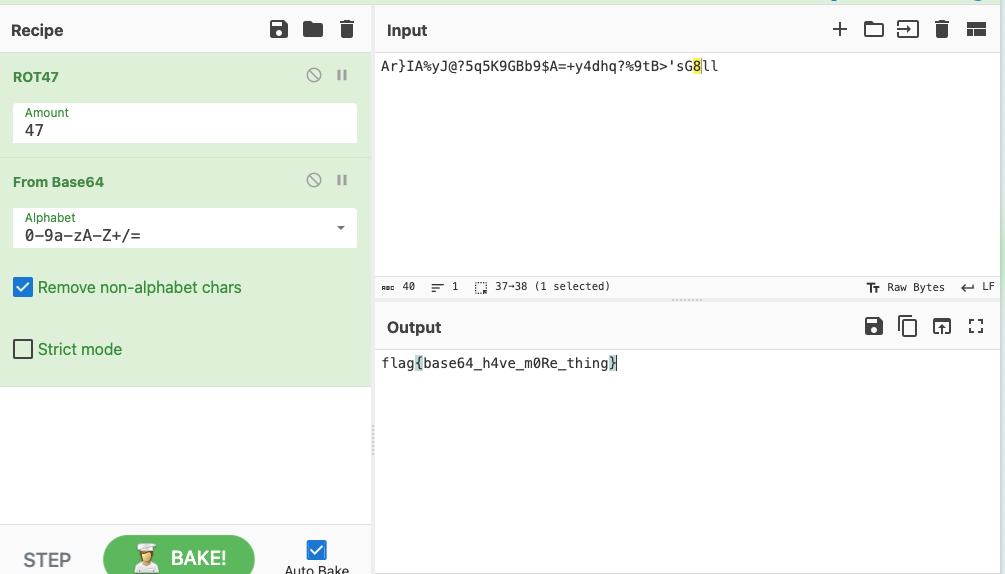 Recipe
ROT47
Amount
47
From Base64
Alphabet
0-9a-zA-Z+/=
Remove non-alphabet chars
Strict mode
STEP
BAKE!
Auto Bake
Input
Ar}IA%yJ@?5q5K9GBb9$A=+y4dhq?%9tB>'sG8ll
ABC 40
1
37→38 (1 selected)
Tт Raw Bytes
LF
Output
flag{base64_h4ve_m0Re_thing}